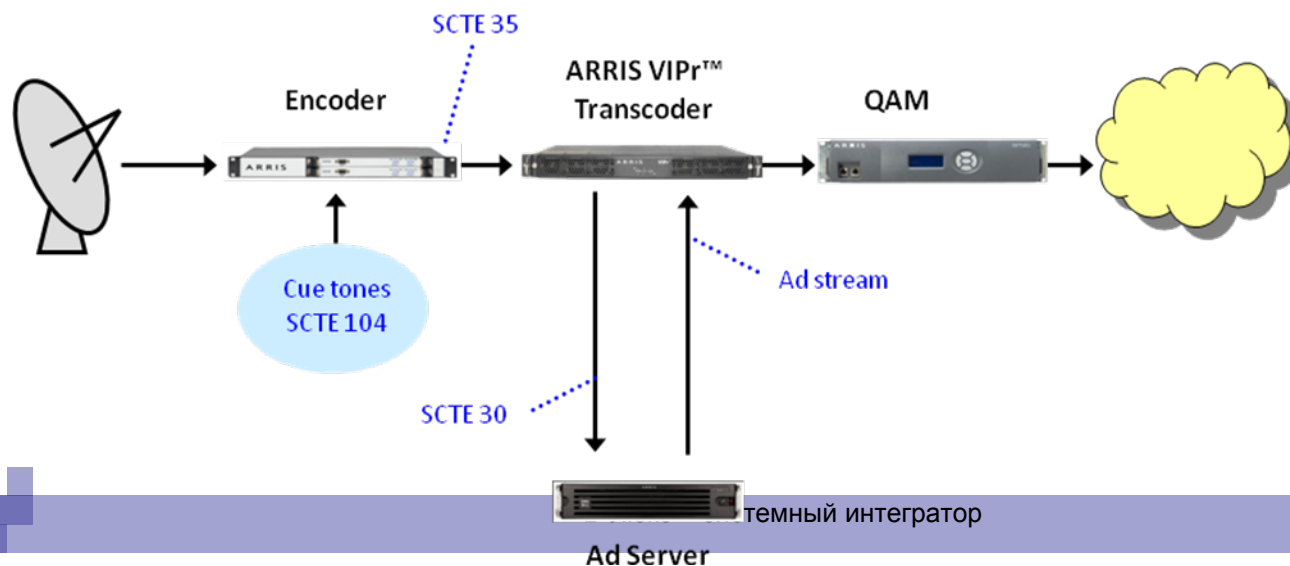 SCTE 35
ARRIS VIPr™
Transcoder
Encoder
QAM
ARRIS
ARRIS
ARRIS
Cue tones
SCTE 104
Ad stream
SCTE 30
темный интегратор
Ad Server